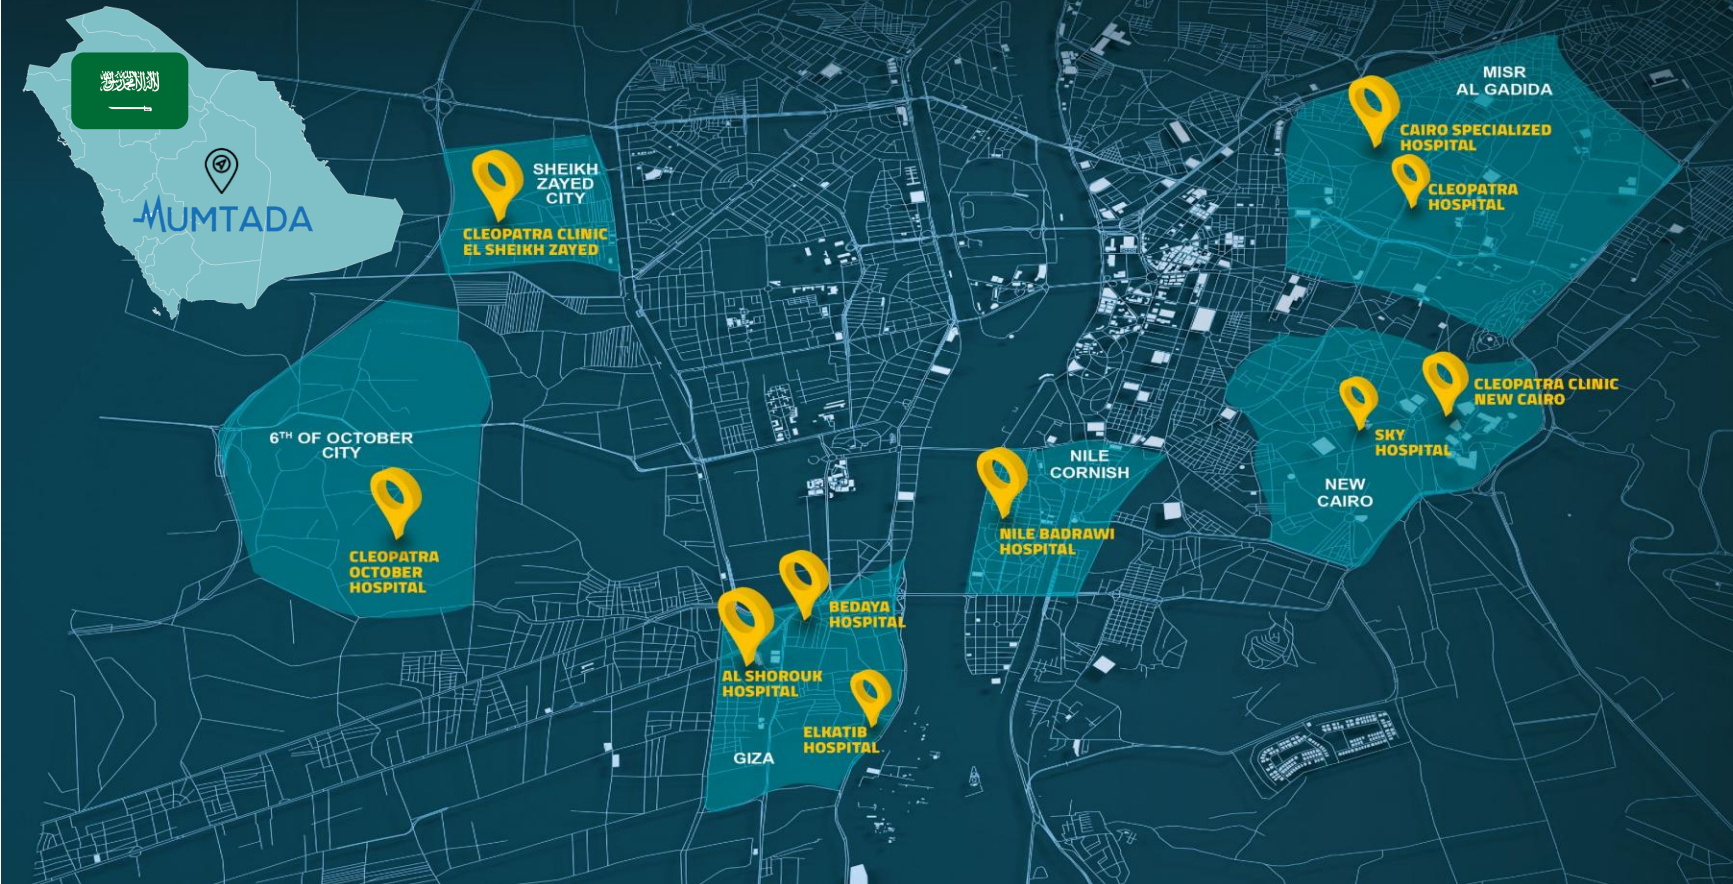 MUMTADA
SHEIKH
ZAYED
CITY
CLEOPATRA CLINIC
EL SHEIKH ZAYED
6TH OF OCTOBER
CITY
CLEOPATRA
OCTOBER
HOSPITAL
BEDAYA
HOSPITAL
AL SHOROUK
HOSPITAL
ELKATIB
HOSPITAL
GIZA
NILE
CORNISH
NILE BADRAWI
HOSPITAL
MISR
AL GADIDA
CAIRO SPECIALIZED
HOSPITAL
CLEOPATRA
HOSPITAL
CLEOPATRA CLINIC
NEW CAIRO
SKY
HOSPITAL
NEW
CAIRO